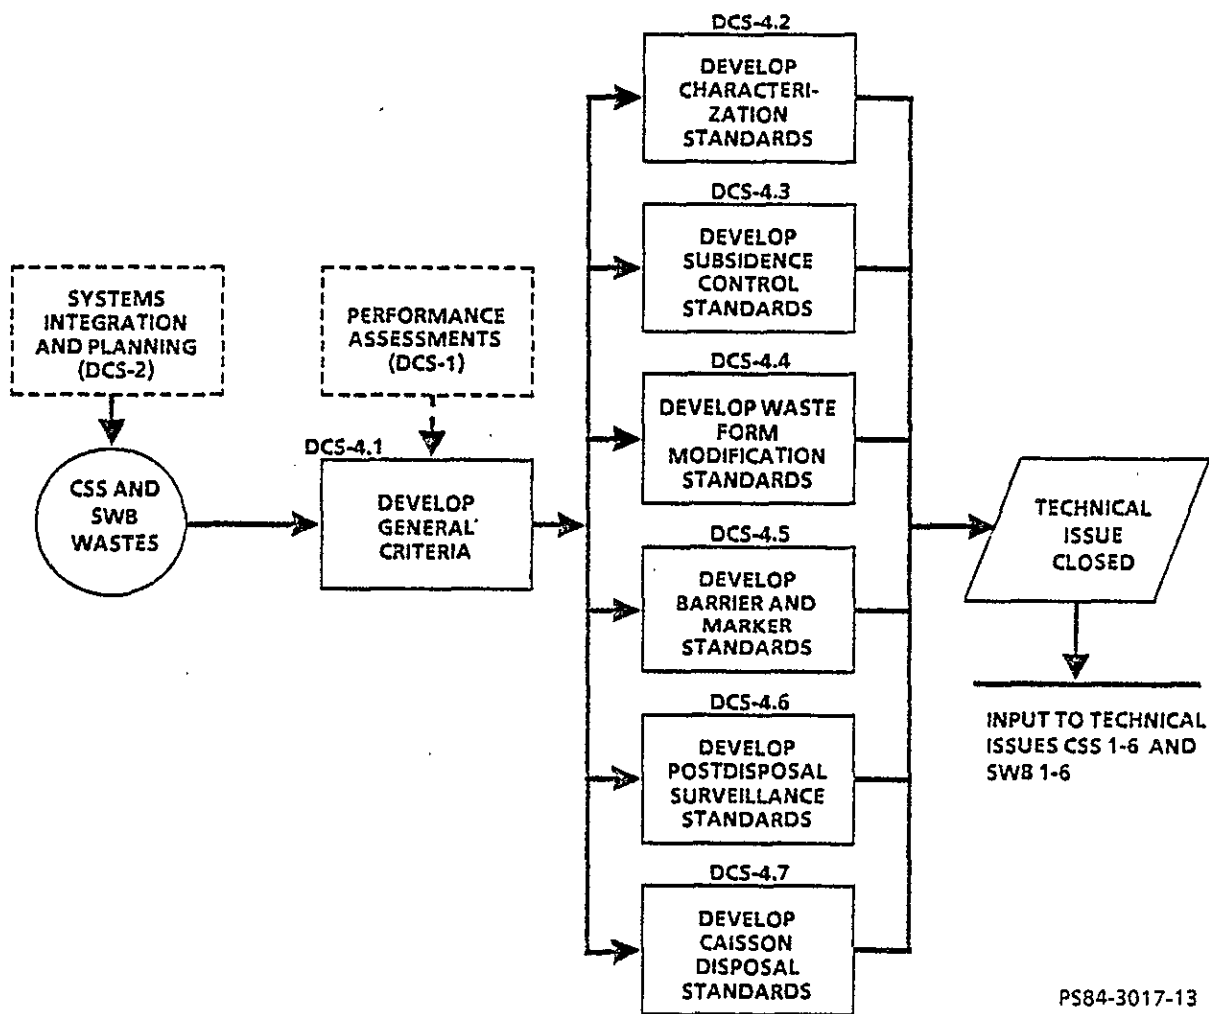 SYSTEMS
INTEGRATION
AND PLANNING
(DCS-2)
CSS AND
SWB
WASTES
PERFORMANCE
ASSESSMENTS
(DCS-1)
DCS-4.1
DEVELOP
GENERAL
CRITERIA
DCS-4.2
DEVELOP
CHARACTERI-
ZATION
STANDARDS
DCS-4.3
DEVELOP
SUBSIDENCE
CONTROL
STANDARDS
DCS-4.4
DEVELOP WASTE
FORM
MODIFICATION
STANDARDS
DCS-4.5
DEVELOP
BARRIER AND
MARKER
STANDARDS
DCS-4.6
DEVELOP
POSTDISPOSAL
SURVEILLANCE
STANDARDS
DCS-4.7
DEVELOP
CAISSON
DISPOSAL
STANDARDS
TECHNICAL
ISSUE
CLOSED
INPUT TO TECHNICAL
ISSUES CSS 1-6 AND
SWB 1-6
PS84-3017-13